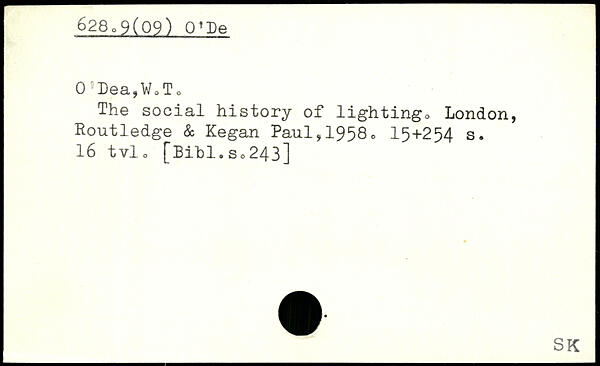 628.9(09) O'De
O'Dea,W.T.
The social history of lighting. London,
Routledge & Kegan Paul,1958. 15+254 s.
16 tvl. [Bibl.s.243]
SK